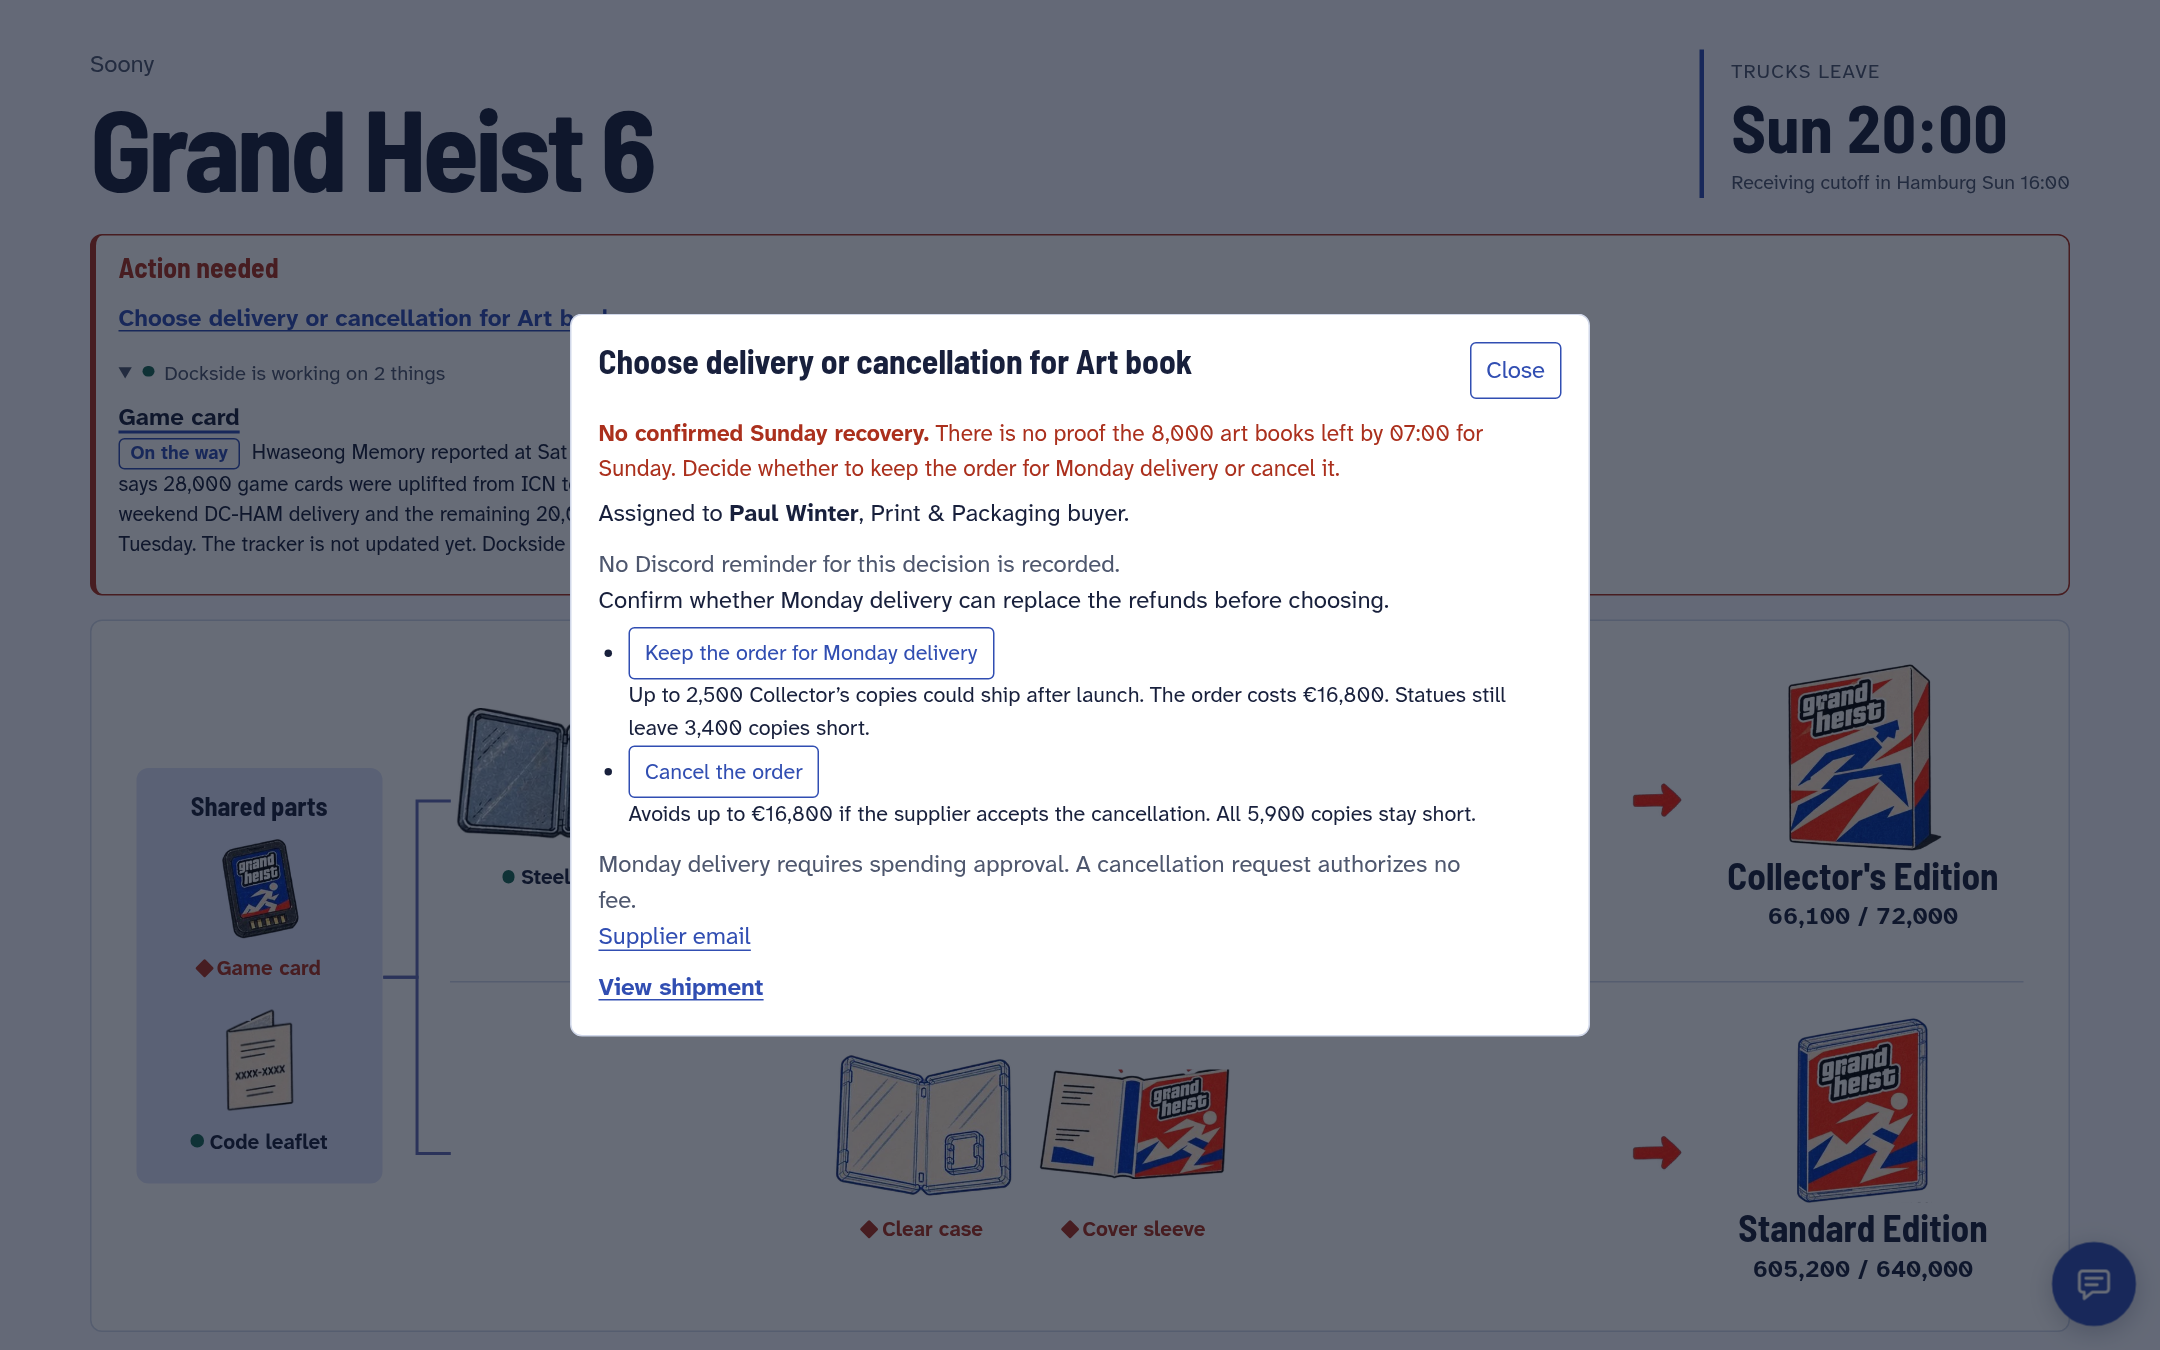 Soony
Grand Heist 6
TRUCKS LEAVE
Sun 20:00
Receiving cutoff in Hamburg Sun 16:00
Action needed
Choose delivery or cancellation for Art
Dockside is working on 2 things
Game card
On the way Hwaseong Memory reported at Sat
says 28,000 game cards were uplifted from ICN
weekend DC-HAM delivery and the remaining
Tuesday. The tracker is not updated yet. Dockside
Choose delivery or cancellation for Art book
Close
No confirmed Sunday recovery. There is no proof the 8,000 art books left by 07:00 for
Sunday. Decide whether to keep the order for Monday delivery or cancel it.
Assigned to Paul Winter, Print & Packaging buyer.
No Discord reminder for this decision is recorded.
Confirm whether Monday delivery can replace the refunds before choosing.
Keep the order for Monday delivery
Up to 2,500 Collector’s copies could ship after launch. The order costs €16,800. Statues still
leave 3,400 copies short.
Cancel the order
Avoids up to €16,800 if the supplier accepts the cancellation. All 5,900 copies stay short.
Monday delivery requires spending approval. A cancellation request authorizes no
fee.
Supplier email
View shipment
Shared parts
grand heist
Game card
XXXX-XXXX
Code leaflet
Steel
grand heist
Collector's Edition
66,100 / 72,000
Clear case
grand heist
Cover sleeve
grand heist
Standard Edition
605,200 / 640,000